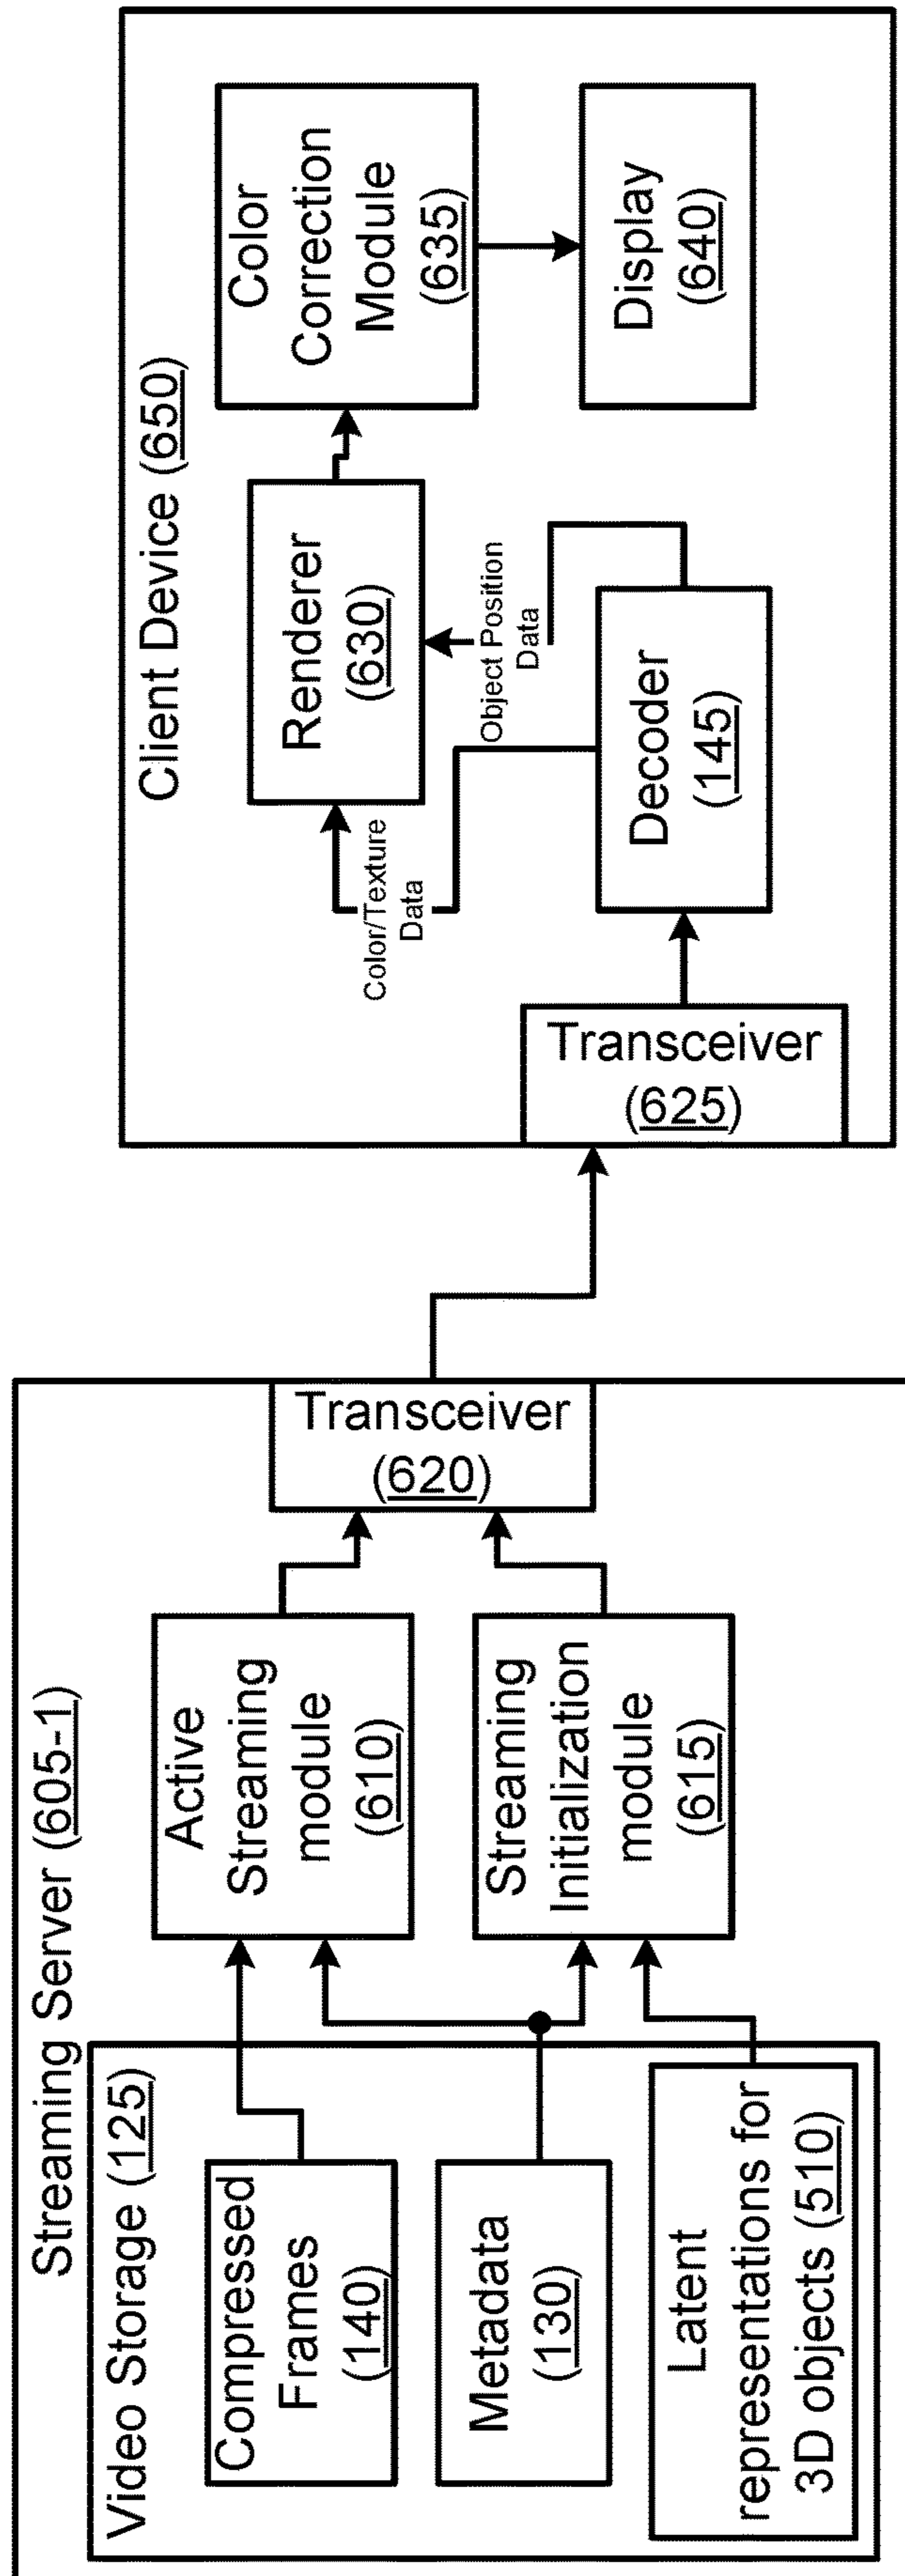 Streaming Server (605-1)
Video Storage (125)
Compressed
Frames
(140)
Metadata
(130)
Latent
representations for
3D objects (510)
Active
Streaming
module
(610)
Streaming
Initialization
module
(615)
Transceiver
(620)
Client Device (650)
Transceiver
(625)
Decoder
(145)
Color/Texture
Data
Object Position
Data
Renderer
(630)
Color
Correction
Module
(635)
Display
(640)